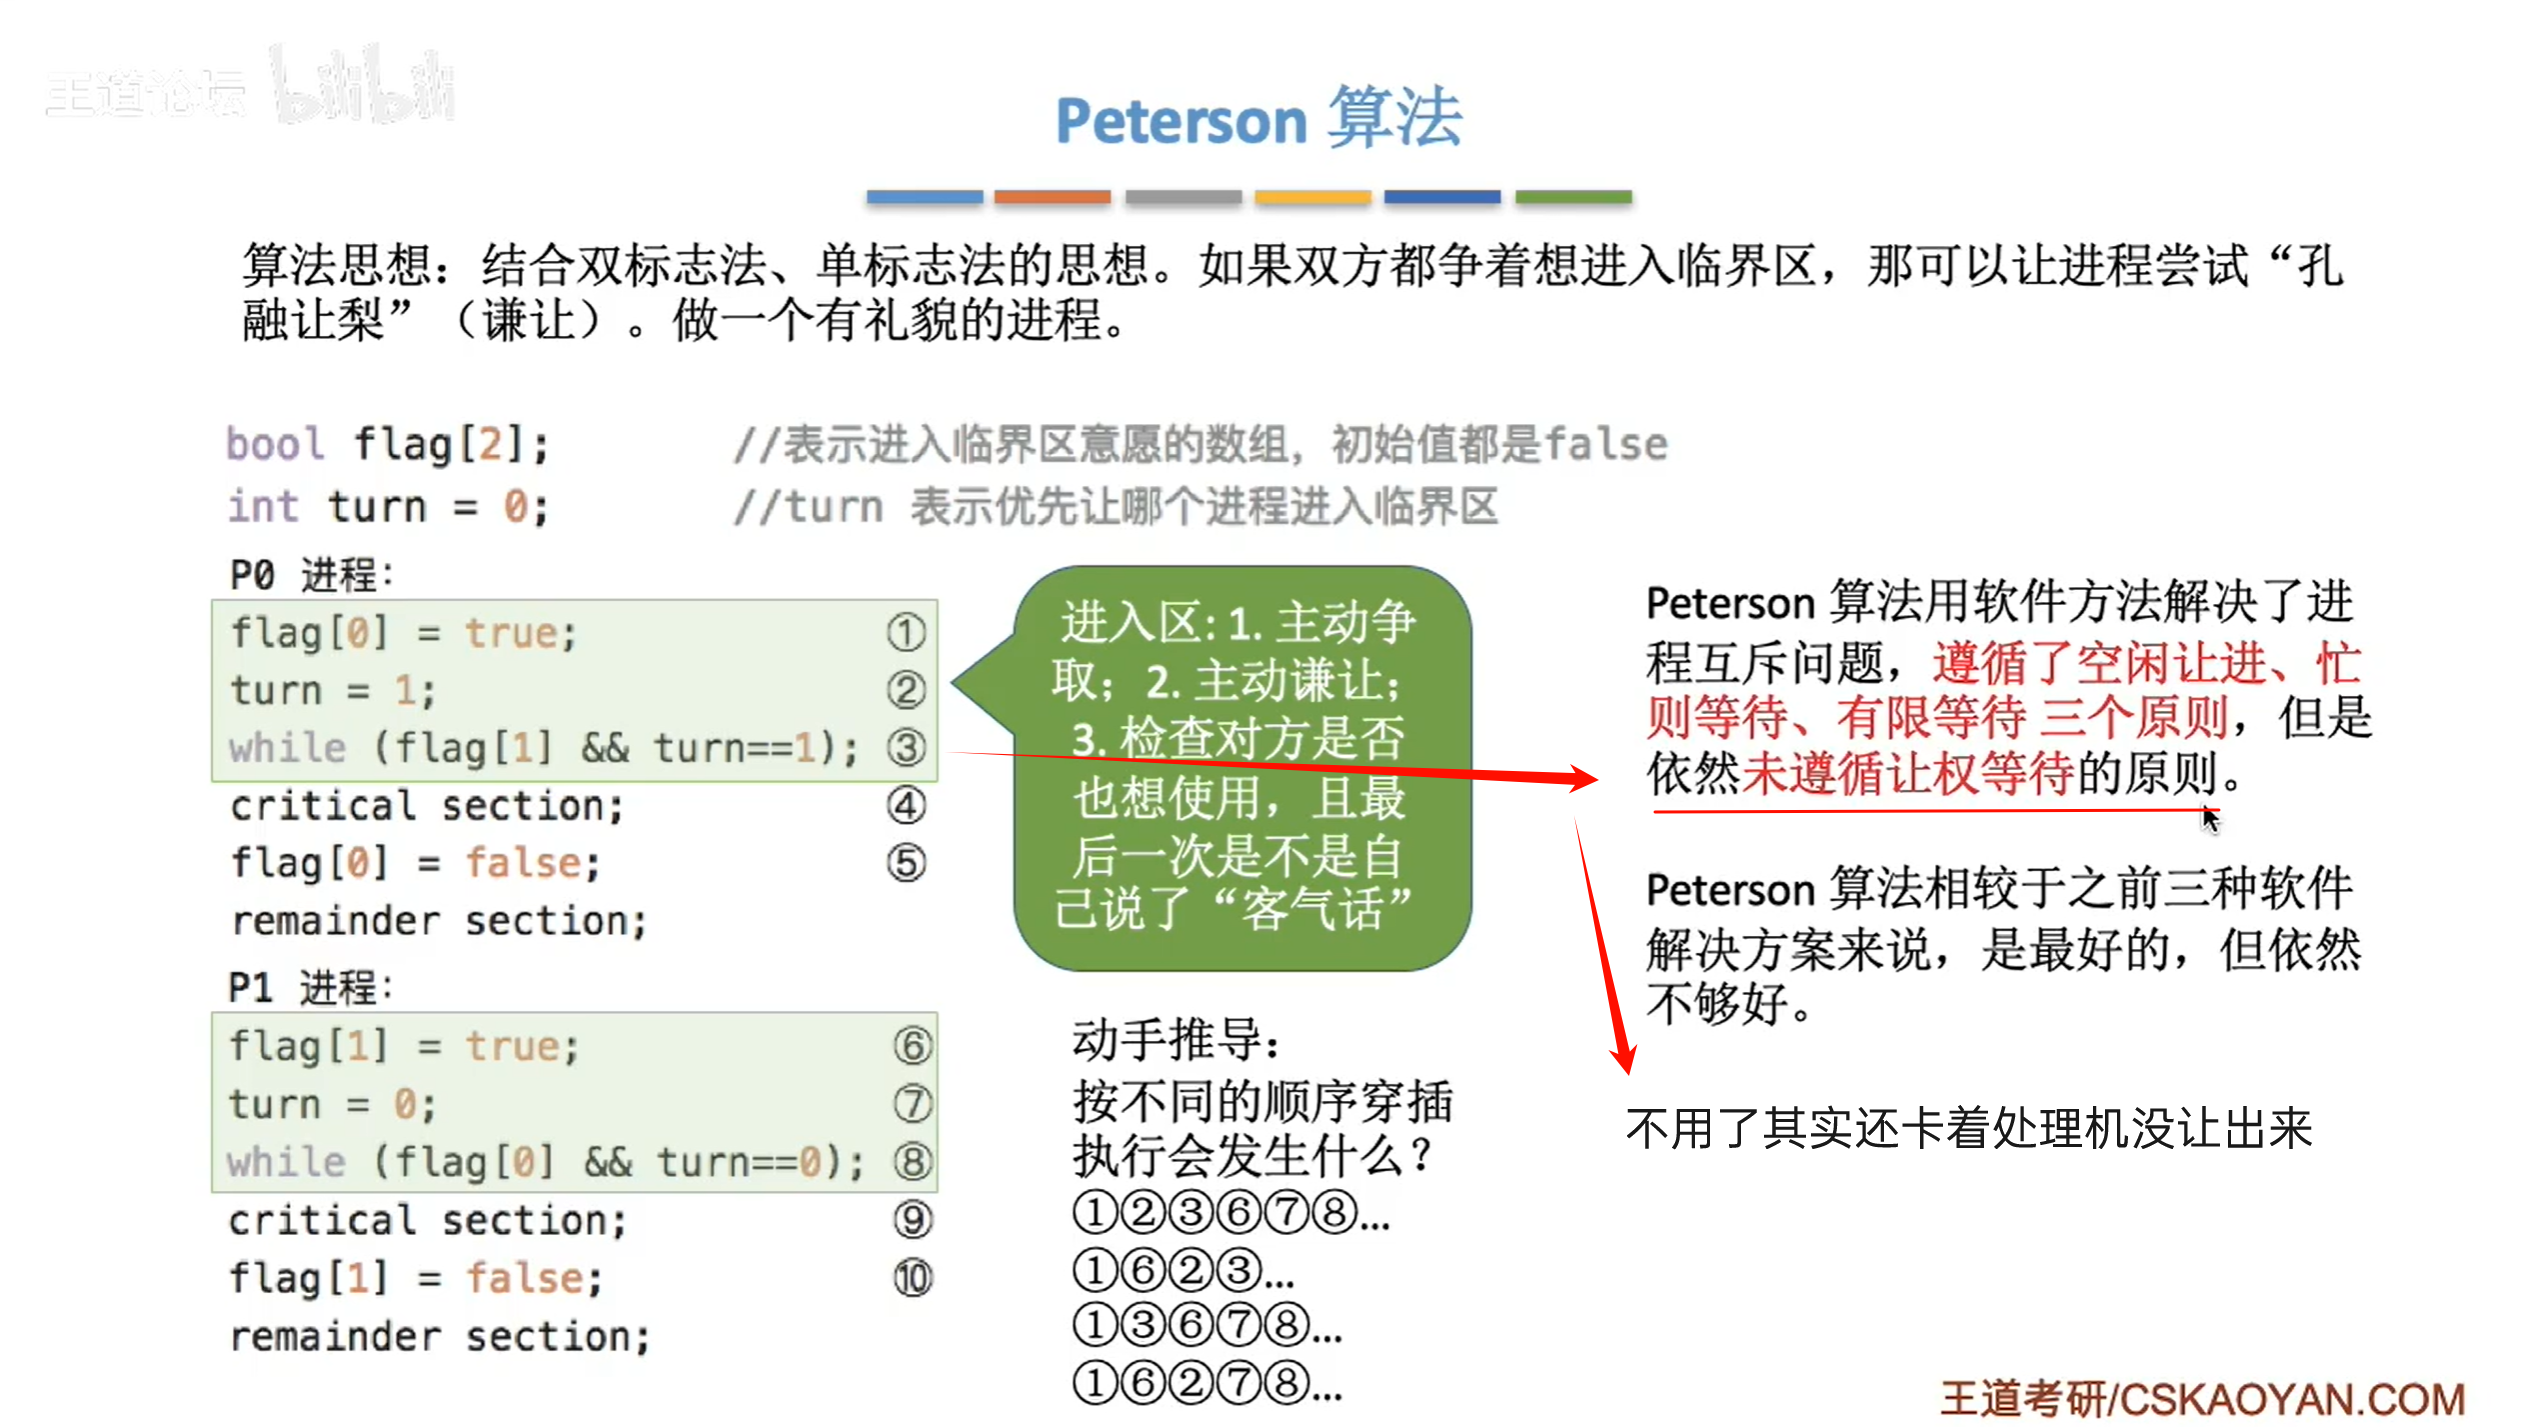 王道论坛 bilibili
Peterson 算法
算法思想：结合双标志法、单标志法的思想。如果双方都争着想进入临界区，那可以让进程尝试“孔
融让梨”（谦让）。做一个有礼貌的进程。
bool flag[2]; //表示进入临界区意愿的数组，初始值都是false
int turn = 0; //turn 表示优先让哪个进程进入临界区
P0 进程：
flag[0] = true; ①
turn = 1; ②
while (flag[1] && turn==1); ③
critical section; ④
flag[0] = false; ⑤
remainder section;
P1 进程：
flag[1] = true; ⑥
turn = 0; ⑦
while (flag[0] && turn==0); ⑧
critical section; ⑨
flag[1] = false; ⑩
remainder section;
进入区：1. 主动争
取；2. 主动谦让；
3. 检查对方是否
也想使用，且最
后一次是不是自
己说了“客气话”
动手推导：
按不同的顺序穿插
执行会发生什么？
①②③⑥⑦⑧...
①⑥②③...
①③⑥⑦⑧...
①⑥②⑦⑧...
Peterson 算法用软件方法解决了进
程互斥问题，遵循了空闲让进、忙
则等待、有限等待 三个原则，但是
依然未遵循让权等待的原则。
Peterson 算法相较于之前三种软件
解决方案来说，是最好的，但依然
不够好。
不用了其实还卡着处理机没让出来
王道考研/CSKAOYAN.COM